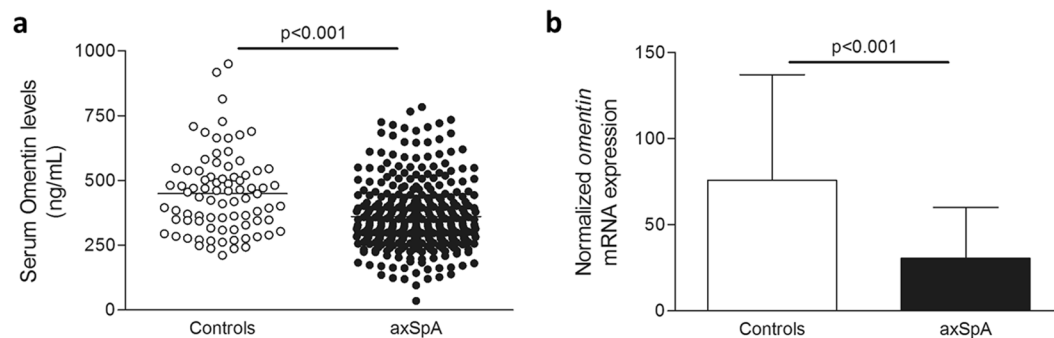 a
p<0.001
Serum Omentin levels
(ng/mL)
1000
750
500
250
0
Controls
axSpA
b
p<0.001
Normalized omentin
mRNA expression
150
100
50
0
Controls
axSpA